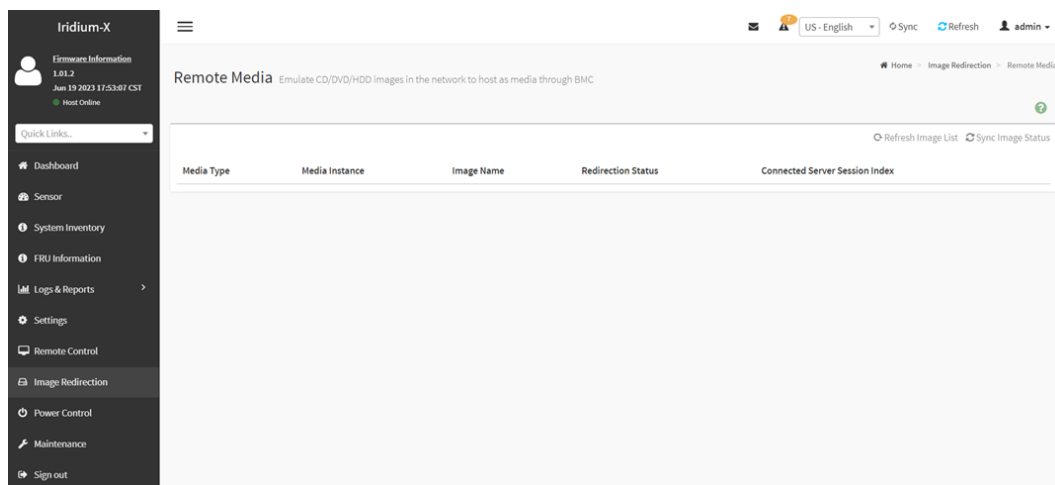 Iridium-X
Firmware Information
1.01.2
Jun 19 2023 17:53:07 CST
Host Online
Quick Links..
Dashboard
Sensor
System Inventory
FRU Information
Logs & Reports
Settings
Remote Control
Image Redirection
Power Control
Maintenance
Sign out
7
US - English
Sync
Refresh
admin
Remote Media Emulate CD/DVD/HDD images in the network to host as media through BMC
Home > Image Redirection > Remote Media
Refresh Image List Sync Image Status
Media Type Media Instance Image Name Redirection Status Connected Server Session Index